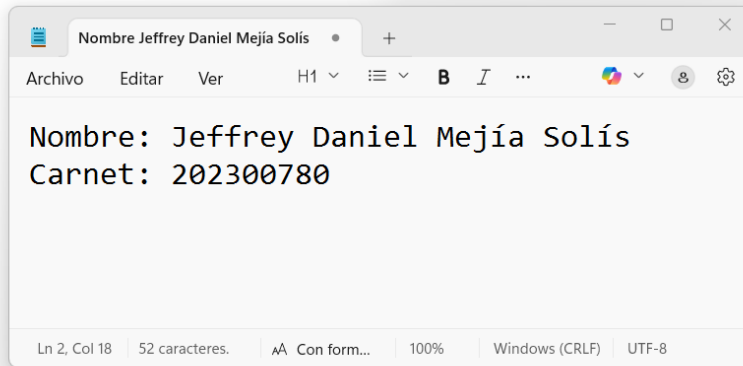 Nombre Jeffrey Daniel Mejía Solís
Archivo Editar Ver H1 B I ...
Nombre: Jeffrey Daniel Mejía Solís
Carnet: 202300780
Ln 2, Col 18 52 caracteres. AA Con form... 100% Windows (CRLF) UTF-8